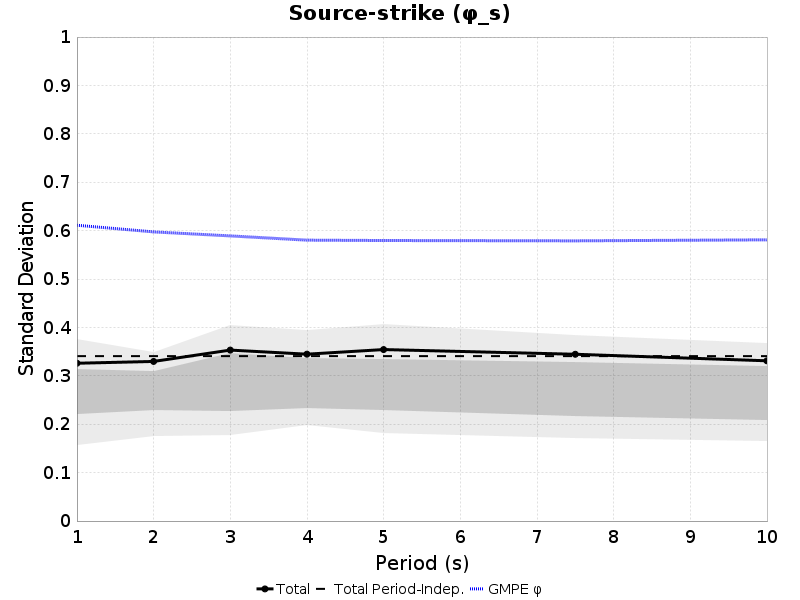 Source-strike (φ_s)
1
0.9
0.8
0.7
0.6
0.5
0.4
0.3
0.2
0.1
0
Standard Deviation
1 2 3 4 5 6 7 8 9 10
Period (s)
Total Total Period-Indep. GMPE φ